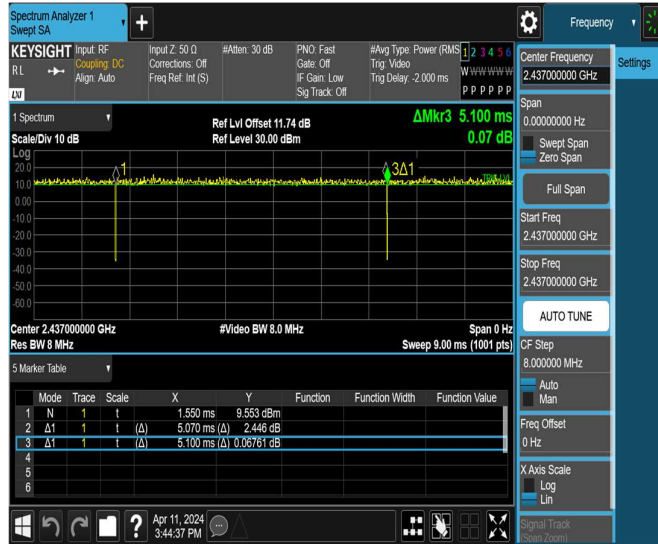 Spectrum Analyzer 1
Swept SA
Frequency
KEYSIGHT
RL
LXI
Input: RF
Coupling: DC
Align: Auto
Input Z: 50 Ω
Corrections: Off
Freq Ref: Int (S)
#Atten: 30 dB
PNO: Fast
Gate: Off
IF Gain: Low
Sig Track: Off
#Avg Type: Power (RMS
Trig: Video
Trig Delay: -2.000 ms
1 2 3 4 5 6
W W W W W W
P P P P P P
Center Frequency
2.437000000 GHz
Settings
Span
0.00000000 Hz
Swept Span
Zero Span
Full Span
Start Freq
2.437000000 GHz
Stop Freq
2.437000000 GHz
AUTO TUNE
CF Step
8.000000 MHz
Auto
Man
Freq Offset
0 Hz
X Axis Scale
Log
Lin
Signal Track
(Span Zoom)
1 Spectrum
Scale/Div 10 dB
Ref Lvl Offset 11.74 dB
Ref Level 30.00 dBm
ΔMkr3 5.100 ms
0.07 dB
Log
20.0
10.0
0.00
-10.0
-20.0
-30.0
-40.0
-50.0
-60.0
1
3Δ1
TRIG LVL
Center 2.437000000 GHz
#Video BW 8.0 MHz
Span 0 Hz
Res BW 8 MHz
Sweep 9.00 ms (1001 pts)
5 Marker Table
Mode Trace Scale X Y Function Function Width Function Value
1 N 1 t 1.550 ms 9.553 dBm
2 Δ1 1 t (Δ) 5.070 ms (Δ) 2.446 dB
3 Δ1 1 t (Δ) 5.100 ms (Δ) 0.06761 dB
4
5
6
?
Apr 11, 2024
3:44:37 PM